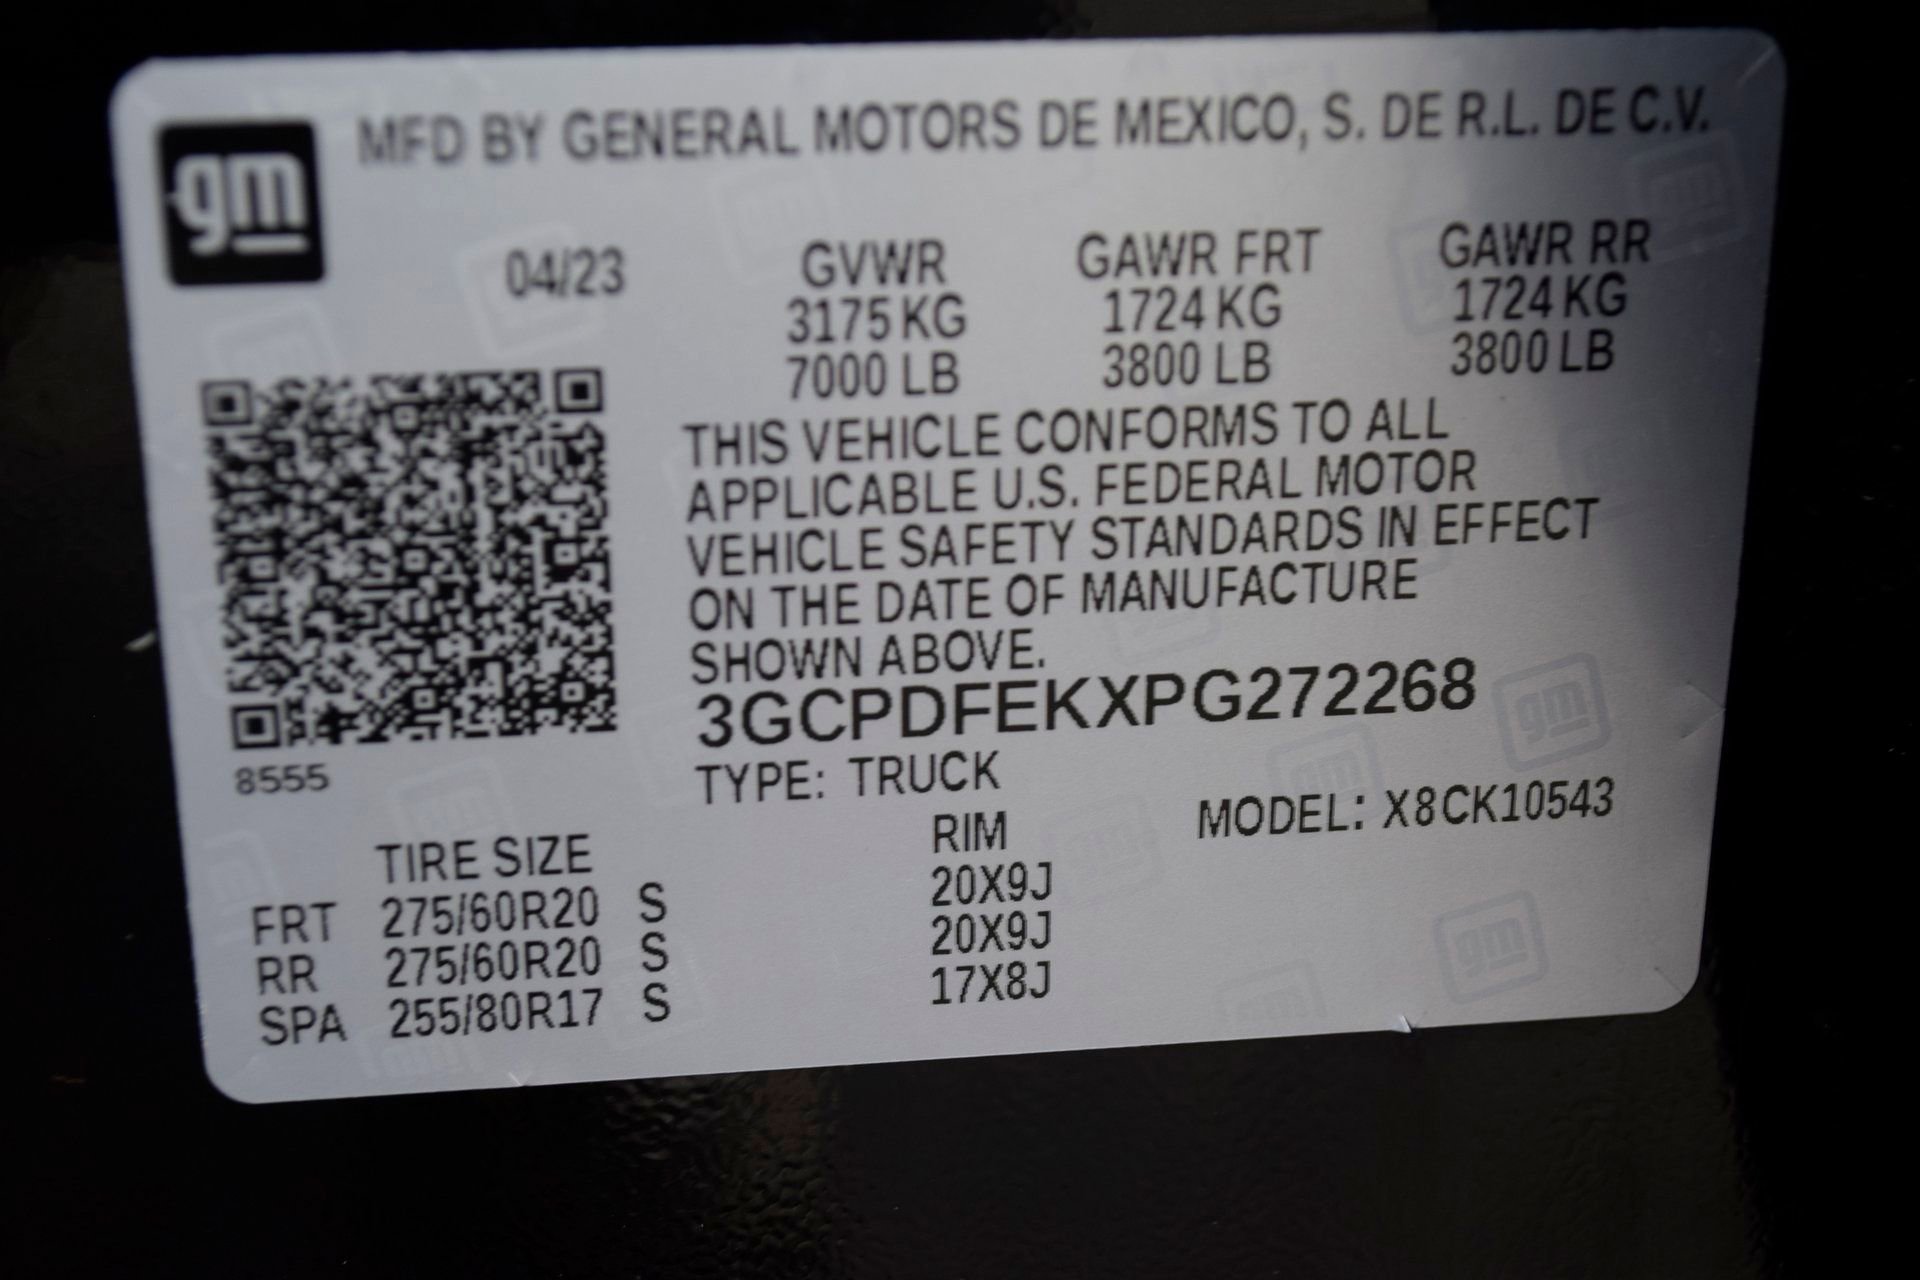 gm MFD BY GENERAL MOTORS DE MEXICO, S. DE R.L. DE C.V.
04/23 GVWR GAWR FRT GAWR RR
3175 KG 1724 KG 1724 KG
7000 LB 3800 LB 3800 LB
THIS VEHICLE CONFORMS TO ALL
APPLICABLE U.S. FEDERAL MOTOR
VEHICLE SAFETY STANDARDS IN EFFECT
ON THE DATE OF MANUFACTURE
SHOWN ABOVE.
3GCPDFEKXPG272268
8555
TYPE: TRUCK
MODEL: X8CK10543
TIRE SIZE RIM
FRT 275/60R20 S 20X9J
RR 275/60R20 S 20X9J
SPA 255/80R17 S 17X8J